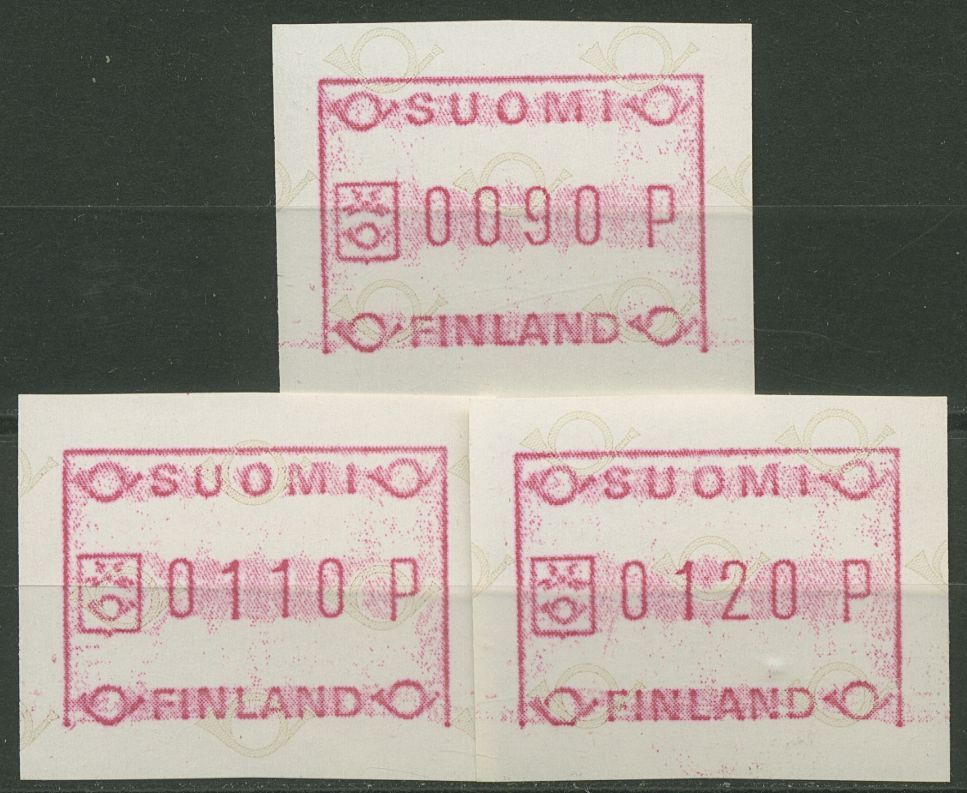 SUOMI
0090 P
FINLAND
SUOMI
0110 P
FINLAND
SUOMI
0120 P
FINLAND